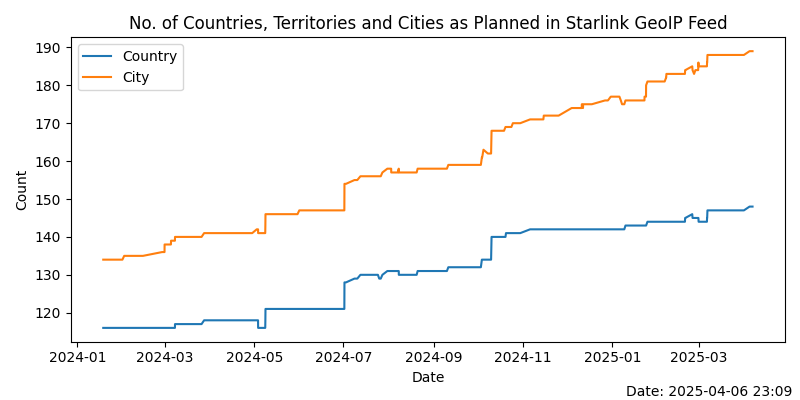 No. of Countries, Territories and Cities as Planned in Starlink GeoIP Feed
Country
City
190
180
170
160
150
140
130
120
Count
2024-01 2024-03 2024-05 2024-07 2024-09 2024-11 2025-01 2025-03
Date
Date: 2025-04-06 23:09